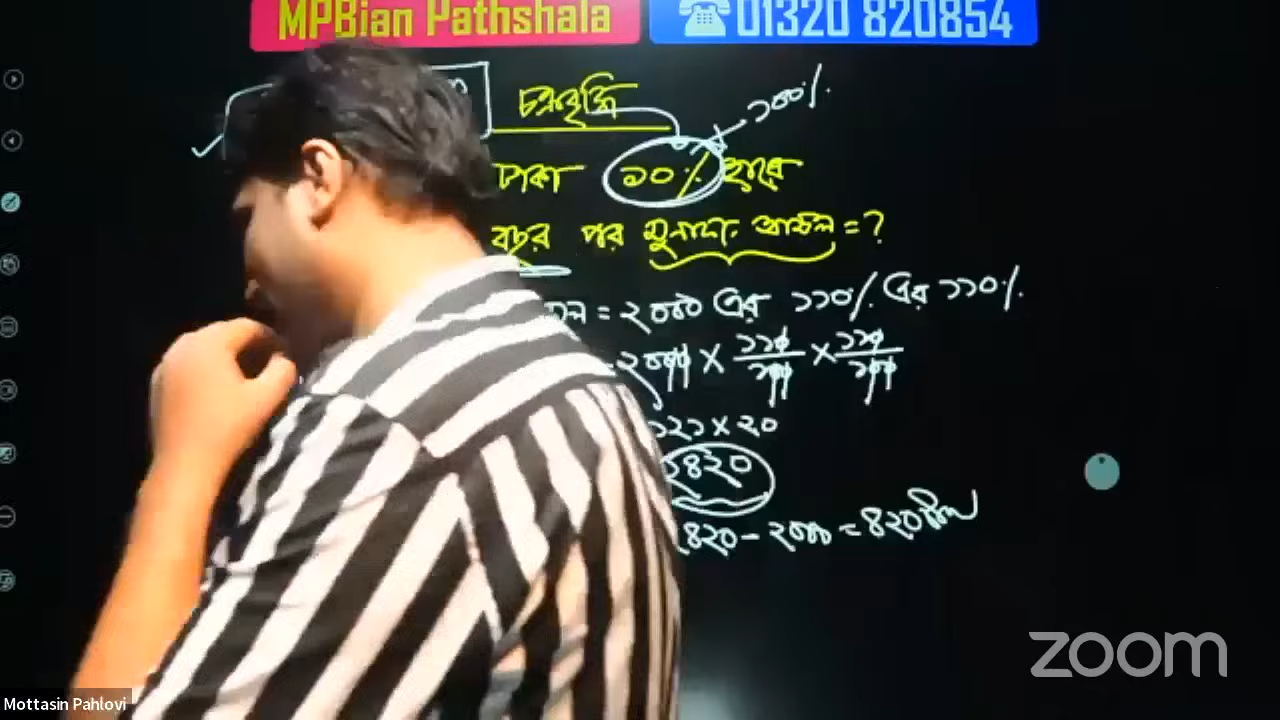 MPBian Pathshala
☎01320 820854
চক্রবৃদ্ধি
১০০%
টাকা ১০% হারে
বছর পর মুনাফা- আসল = ?
= ২০০০ এর ১১০% এর ১১০%
= ২০০০ × ১১০/১০০ × ১১০/১০০
১২১ × ২০
২৪২০
২৪২০ - ২০০০ = ৪২০ টাকা
zoom
Mottasin Pahlovi